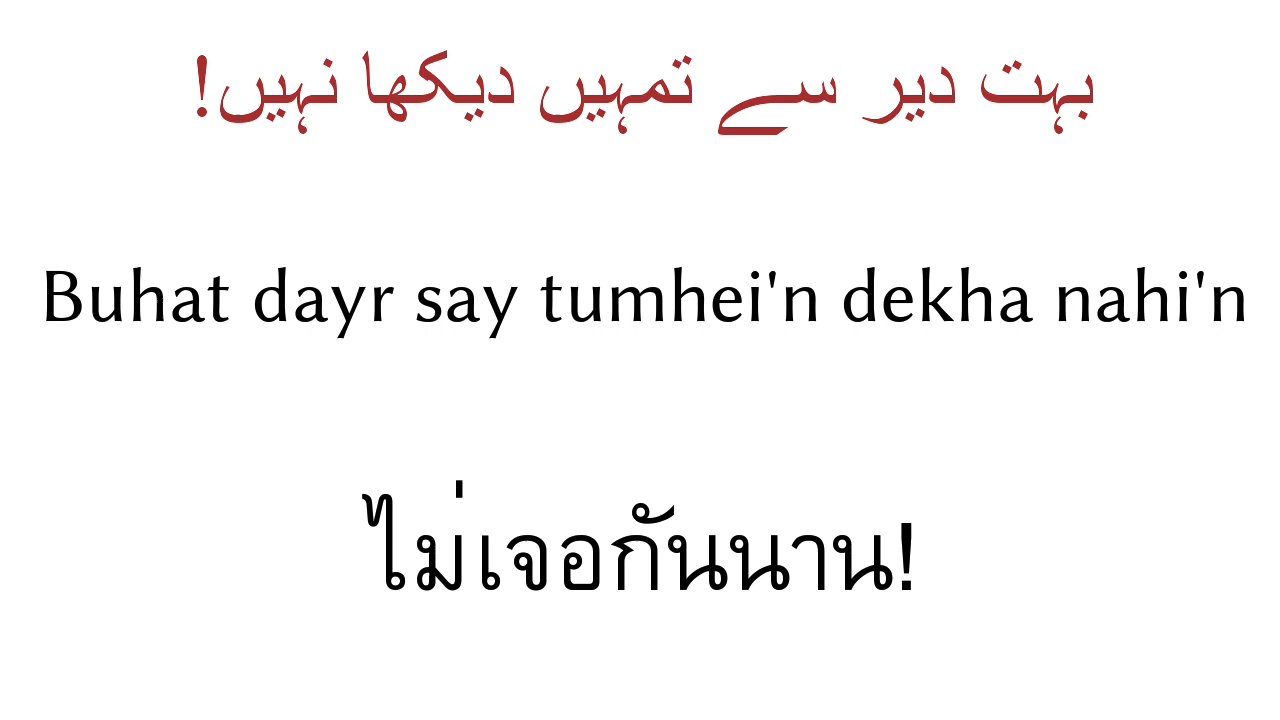 بہت دیر سے تمہیں دیکھا نہیں!
Buhat dayr say tumhei'n dekha nahi'n
ไม่เจอกันนาน!